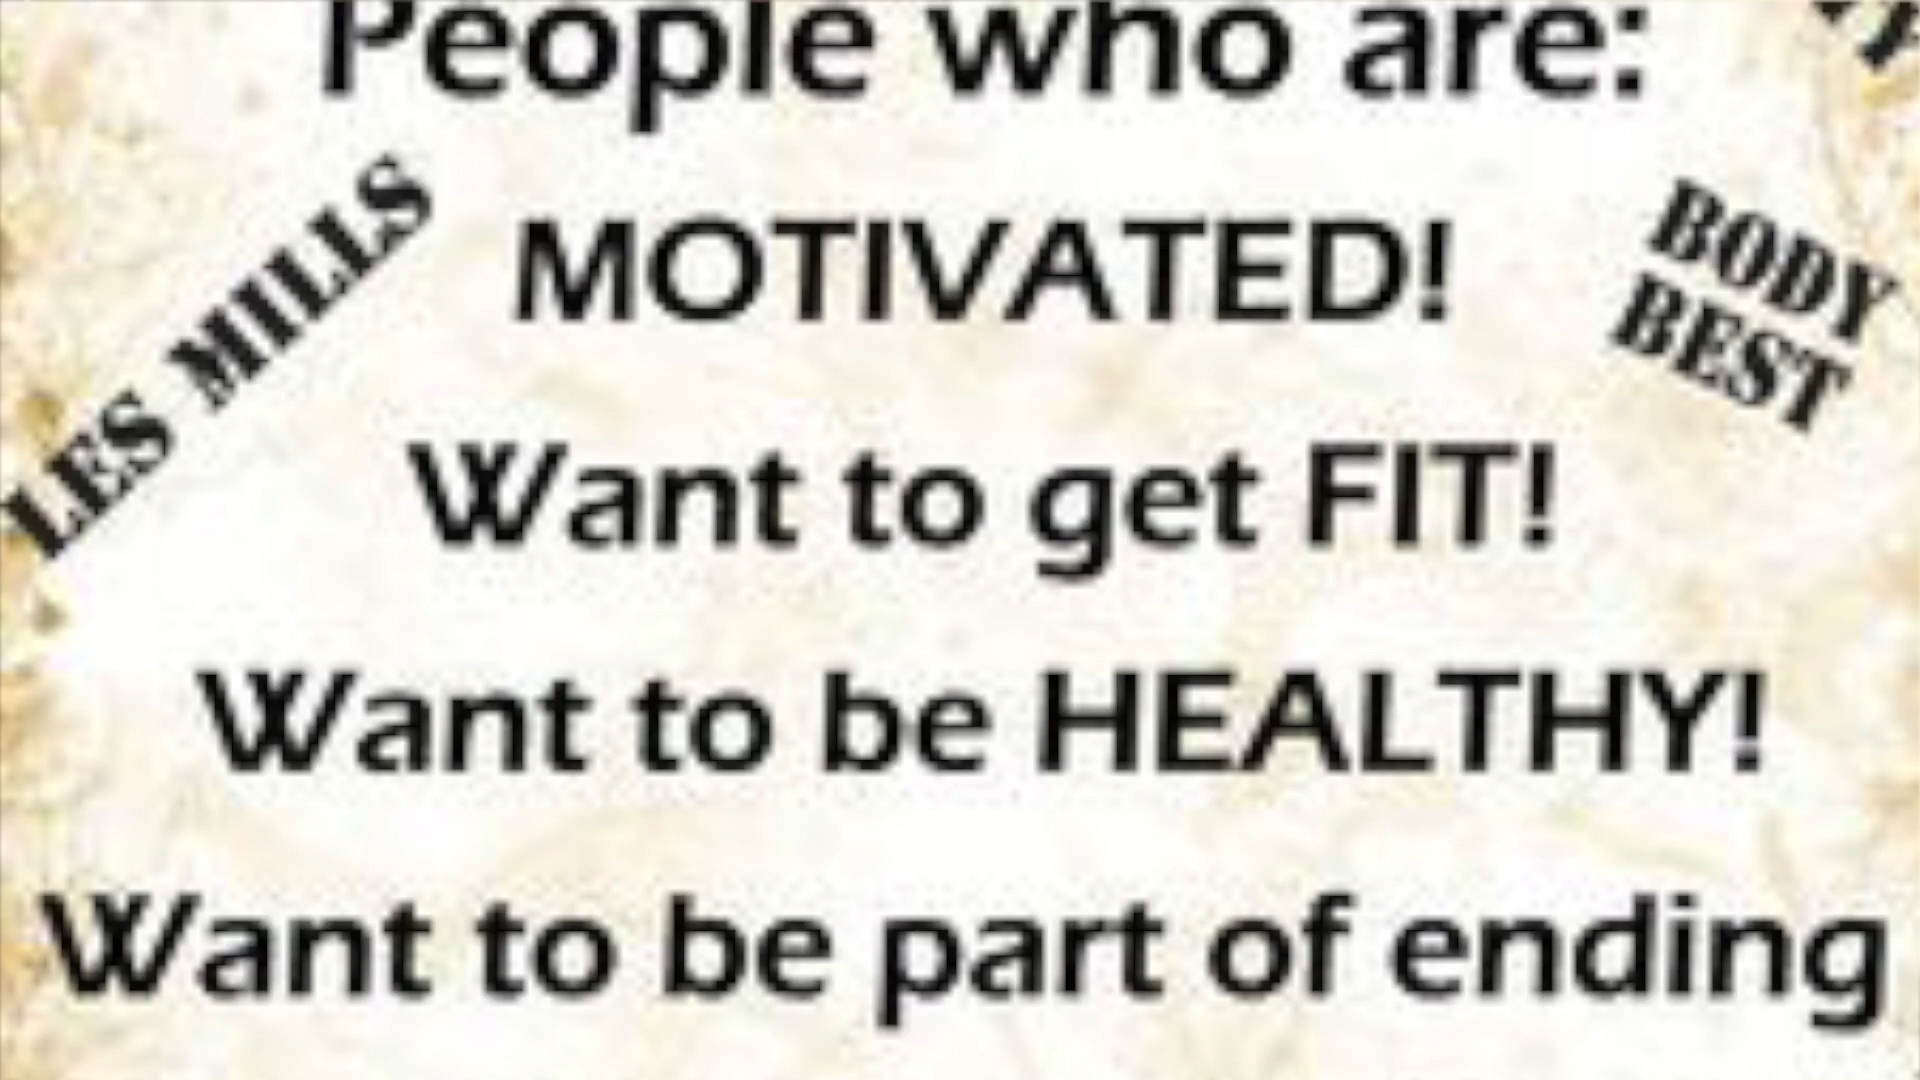 People who are:
LES MILLS
MOTIVATED!
BODY
BEST
Want to get FIT!
Want to be HEALTHY!
Want to be part of ending